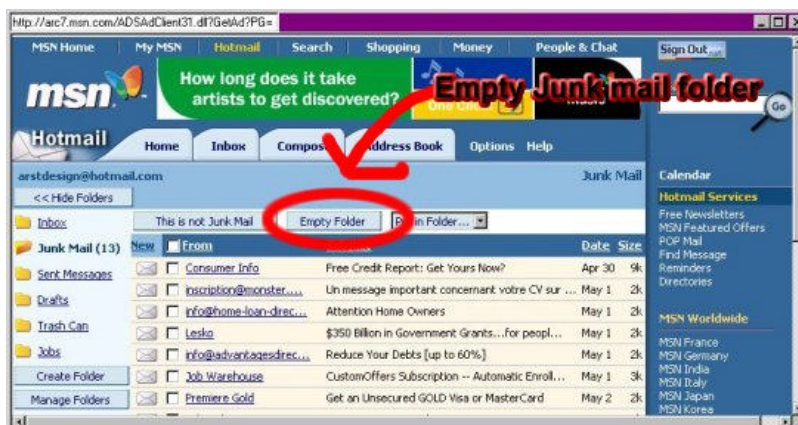 http://arc7.msn.com/ADSAdClient31.dll?GetAd?PG=
MSN Home My MSN Hotmail Search Shopping Money People & Chat Sign Out
msn
How long does it take
artists to get discovered?
Empty Junk mail folder
Go
Hotmail
Home Inbox Compose Address Book Options Help
arstdesign@hotmail.com Junk Mail
<< Hide Folders
This is not Junk Mail Empty Folder in Folder...
Inbox
Junk Mail (13)
Sent Messages
Drafts
Trash Can
Jobs
Create Folder
Manage Folders
New From Date Size
Consumer Info Free Credit Report: Get Yours Now? Apr 30 9k
inscription@monster.... Un message important concernant votre CV sur ... May 1 2k
info@home-loan-direc... Attention Home Owners May 1 2k
Lesko $350 Billion in Government Grants...for peopl... May 1 2k
info@advantagesdirec... Reduce Your Debts [up to 60%] May 1 2k
Job Warehouse CustomOffers Subscription -- Automatic Enroll... May 1 3k
Premiere Gold Get an Unsecured GOLD Visa or MasterCard May 2 2k
Calendar
Hotmail Services
Free Newsletters
MSN Featured Offers
POP Mail
Find Message
Reminders
Directories
MSN Worldwide
MSN France
MSN Germany
MSN India
MSN Italy
MSN Japan
MSN Korea